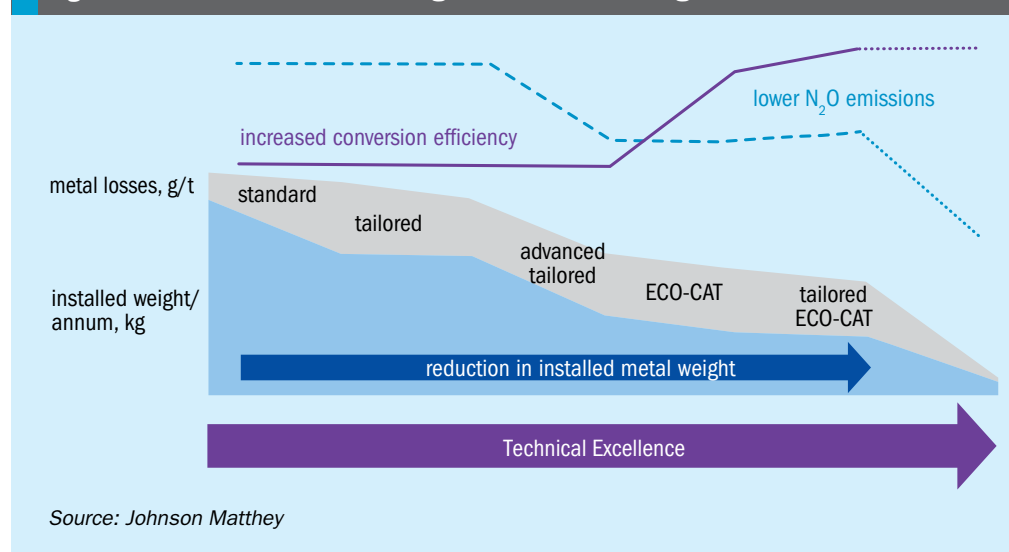 lower N₂O emissions
increased conversion efficiency
metal losses, g/t
standard
tailored
advanced
tailored
ECO-CAT
tailored
ECO-CAT
installed weight/
annum, kg
reduction in installed metal weight
Technical Excellence
Source: Johnson Matthey